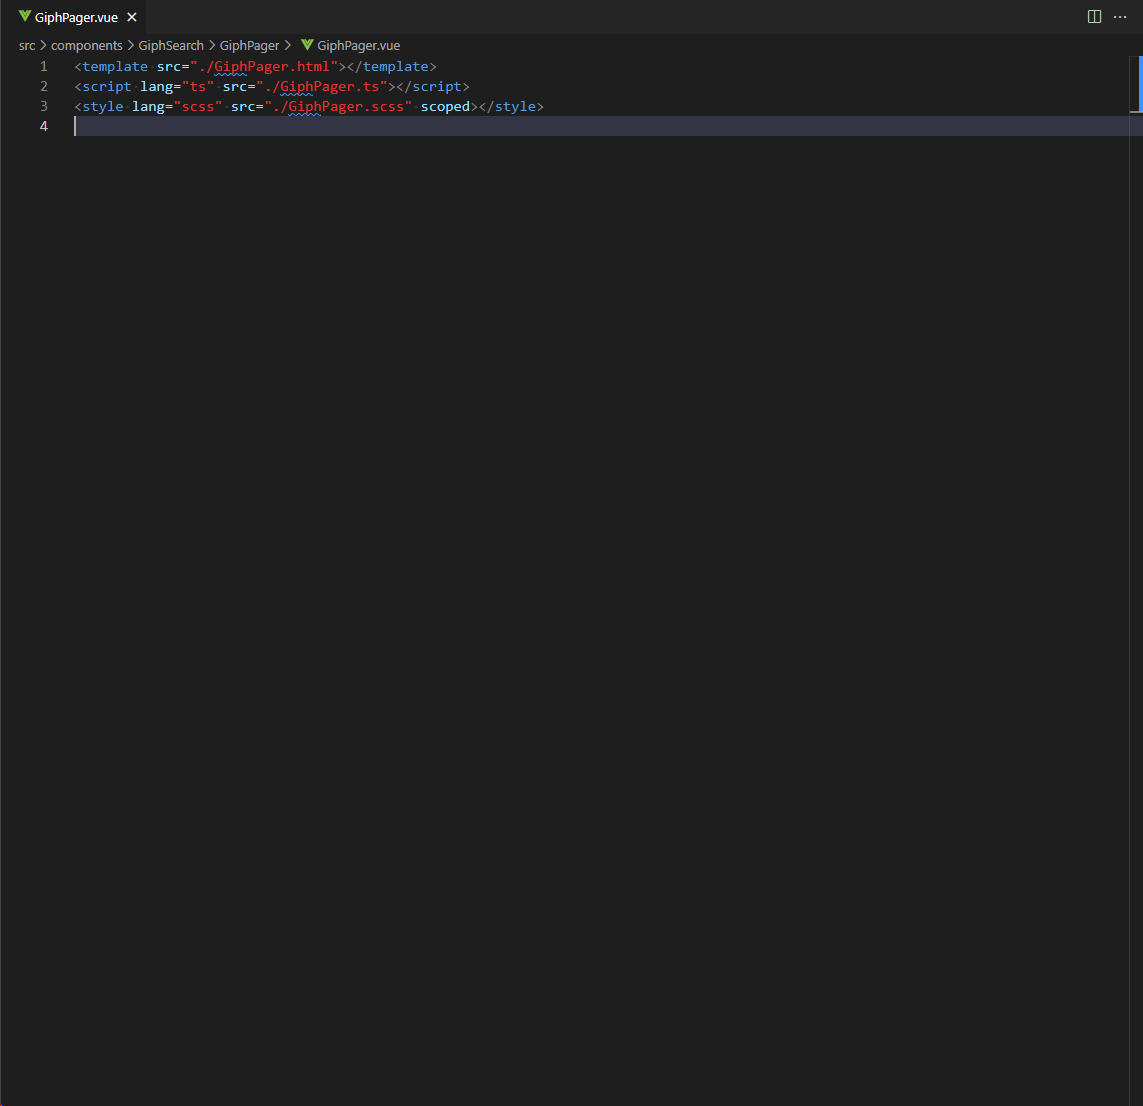 GiphPager.vue
src > components > GiphSearch > GiphPager > GiphPager.vue
1 <template src="./GiphPager.html"></template>
2 <script lang="ts" src="./GiphPager.ts"></script>
3 <style lang="scss" src="./GiphPager.scss" scoped></style>
4